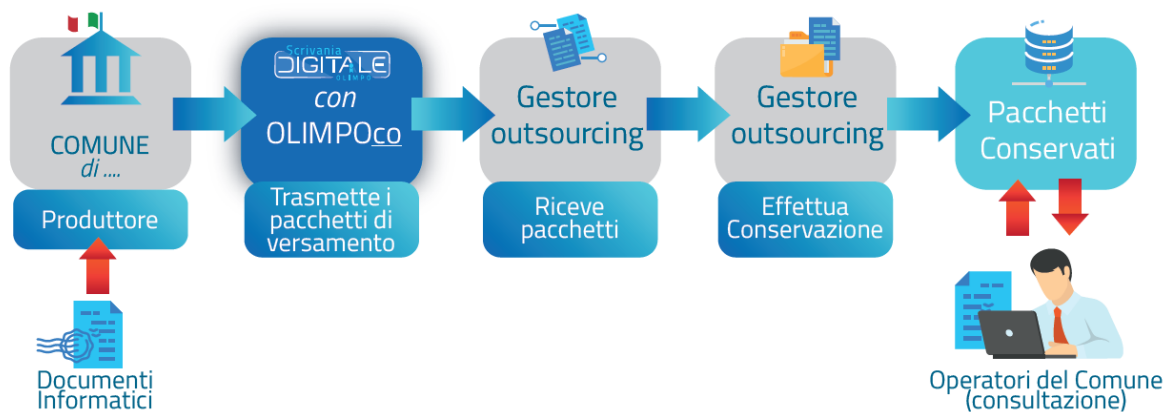 COMUNE
di ....
Produttore
Documenti
Informatici
Scrivania
DIGITALE
OLIMPO
con
OLIMPOco
Trasmette i
pacchetti di
versamento
Gestore
outsourcing
Riceve
pacchetti
Gestore
outsourcing
Effettua
Conservazione
Pacchetti
Conservati
Operatori del Comune
(consultazione)